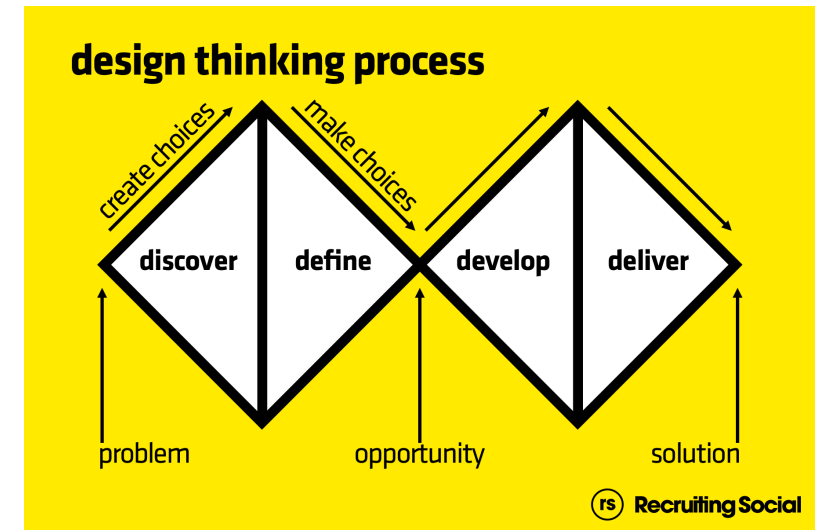 design thinking process
create choices
make choices
discover
define
develop
deliver
problem
opportunity
solution
rs Recruiting Social